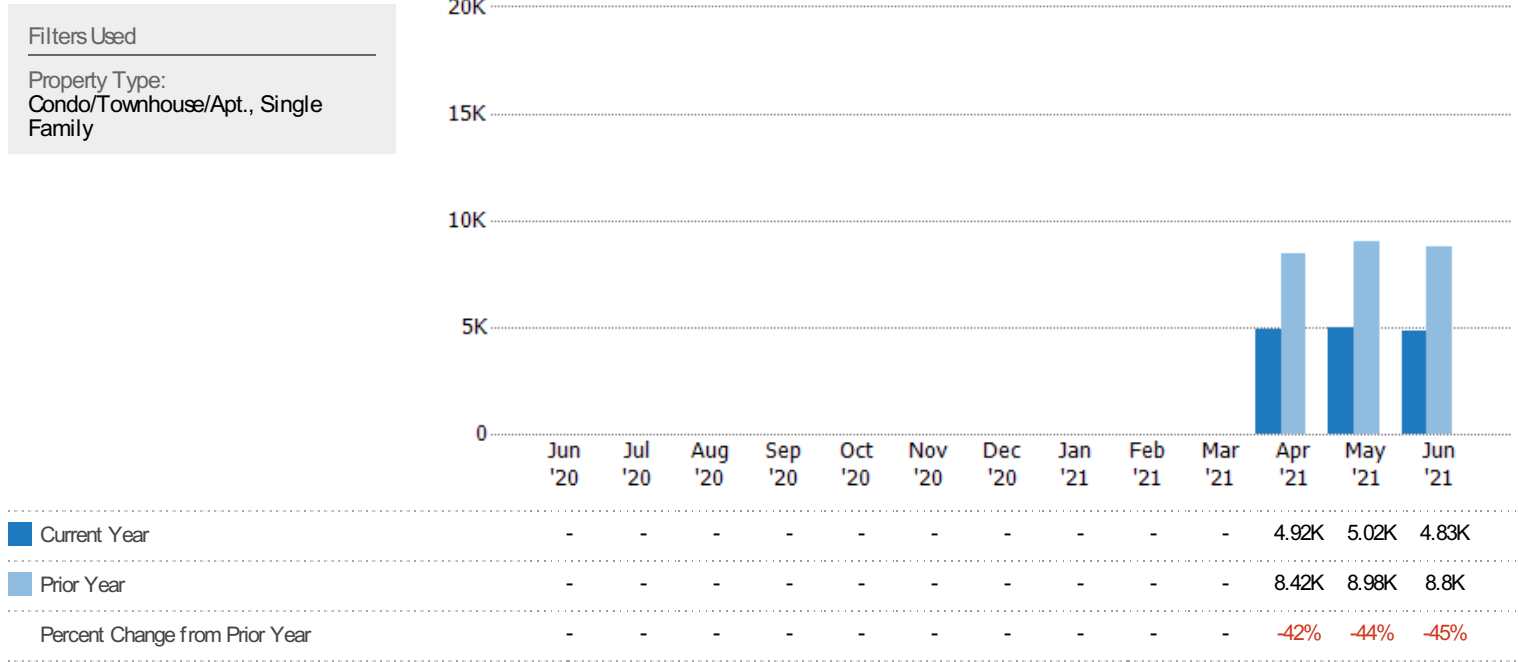 Filters Used
Property Type:
Condo/Townhouse/Apt., Single
Family
20K
15K
10K
5K
0
Jun Jul Aug Sep Oct Nov Dec Jan Feb Mar Apr May Jun
'20 '20 '20 '20 '20 '20 '20 '21 '21 '21 '21 '21 '21
Current Year - - - - - - - - - - 4.92K 5.02K 4.83K
Prior Year - - - - - - - - - - 8.42K 8.98K 8.8K
Percent Change from Prior Year - - - - - - - - - - -42% -44% -45%